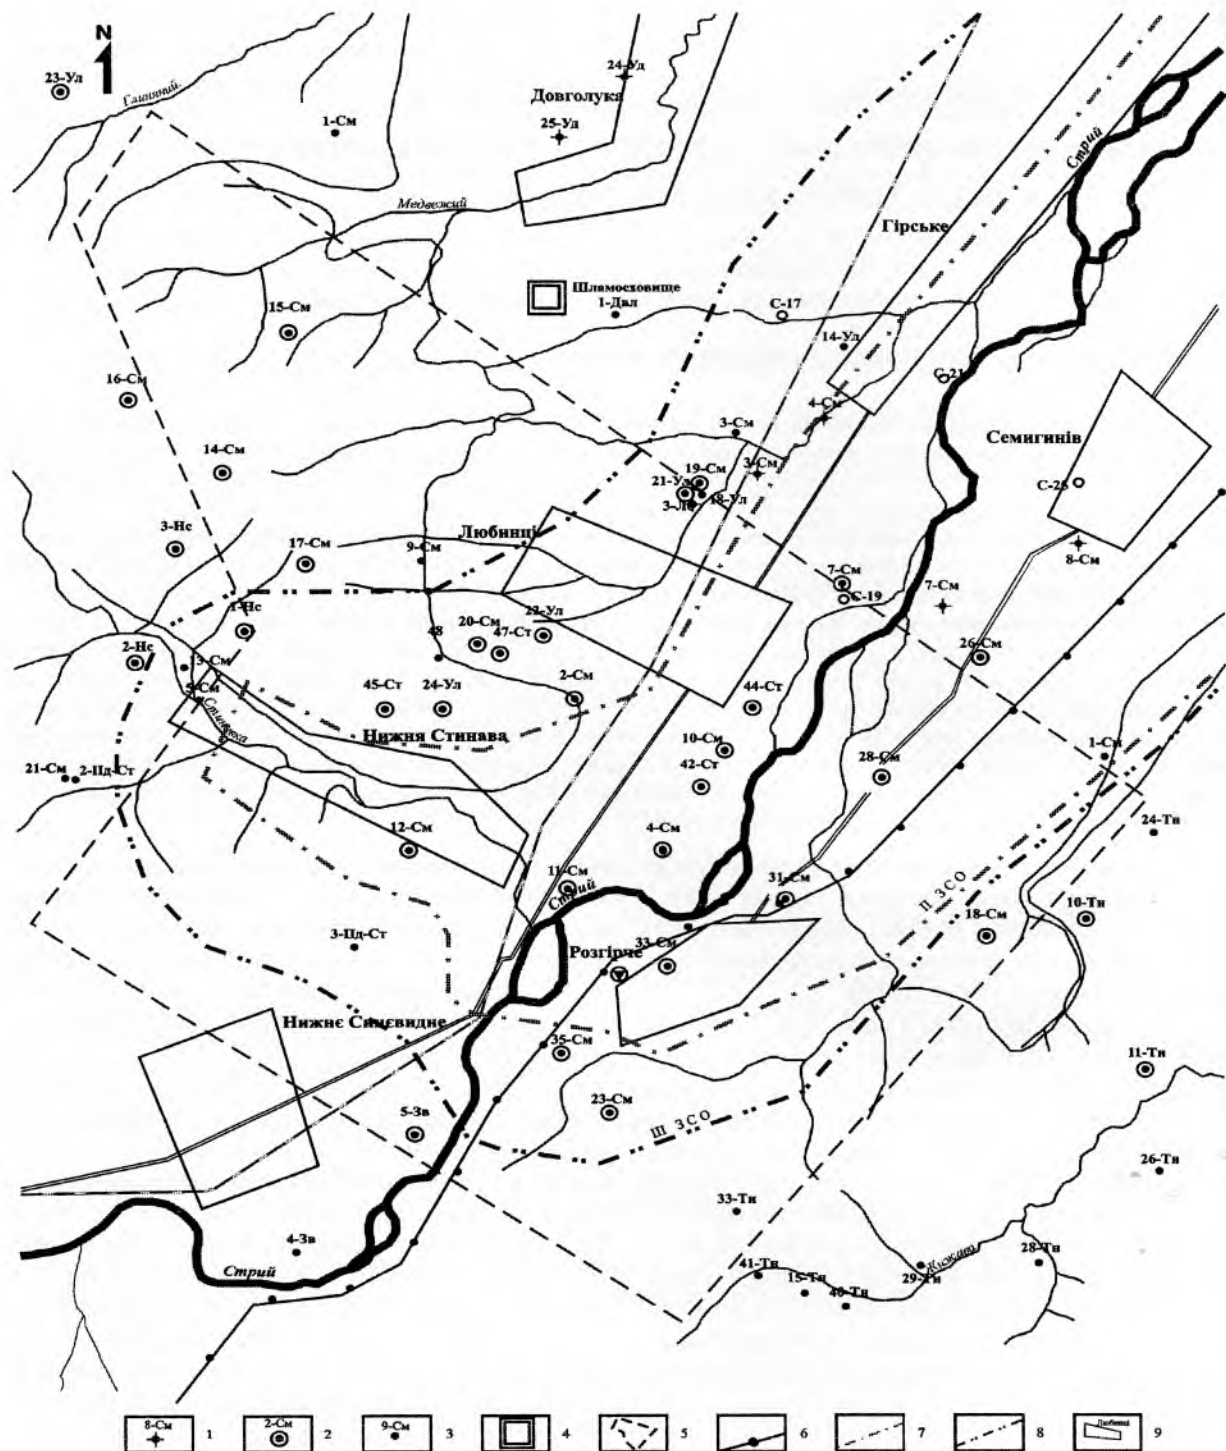 N
24-Уд
23-Ул
Довголука
1-См
25-Уд
Стрий
Медвежий
Гірське
Шламосховище
1-Двл
С-17
15-См
14-Ул
С-21
16-См
4-См
Семигинів
3-См
14-См
3-См
19-См
21-Ул
С-25
18-Ул
3-Нс
Любинці
17-См
9-См
8-См
7-См
7-См
С-19
1-Нс
22-Ул
20-См
48
47-Ст
26-См
2-Нс
2-См
5-См
45-Ст
24-Ул
44-Ст
Нижня Стинава
10-См
1-См
21-См
2-Пд-Ст
42-Ст
28-См
12-См
4-См
24-Тн
11-См
Стрий
31-См
ІІ ЗСО
18-См
10-Тн
3-Пд-Ст
Розгірче
33-См
Нижнє Синєвидне
35-См
11-Тн
23-См
5-Зв
ІІІ ЗСО
26-Тн
33-Тн
4-Зв
Стрий
28-Тн
41-Тн
29-Тн
15-Тн
40-Тн
8-См
1
2-См
2
9-См
3
4
5
6
7
8
Любинці
9